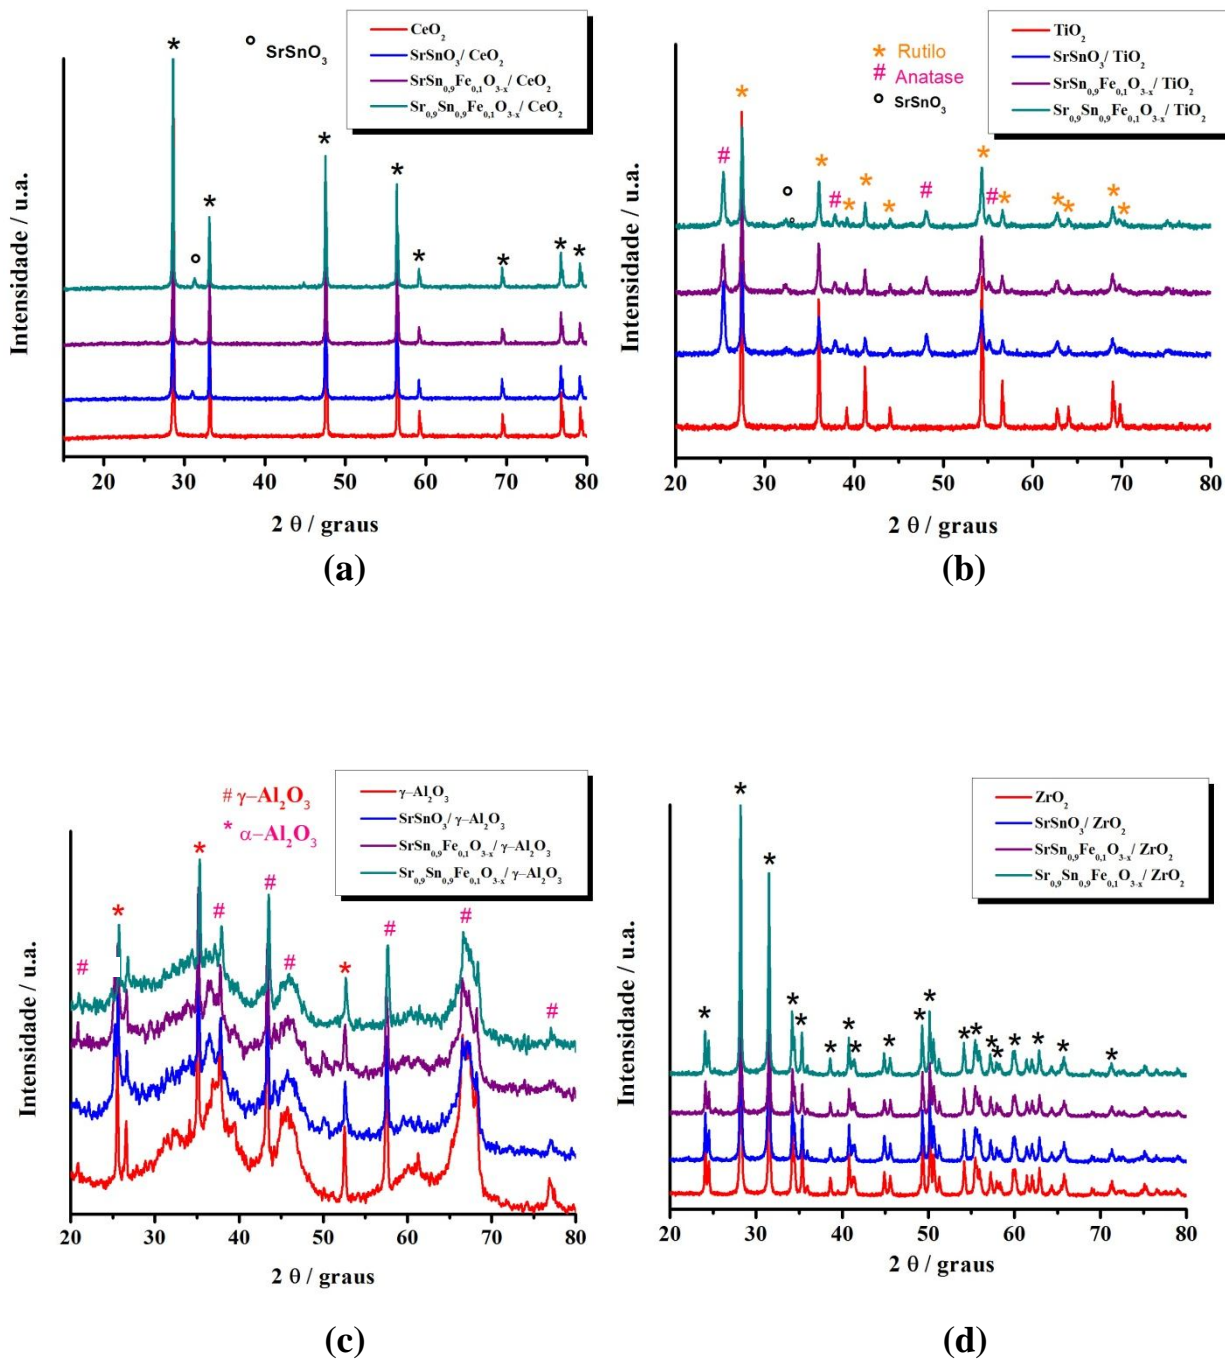 SrSnO₃
CeO₂
SrSnO₃/ CeO₂
SrSn₀,₉Fe₀,₁O₃₋ₓ/ CeO₂
Sr₀,₉Sn₀,₉Fe₀,₁O₃₋ₓ/ CeO₂
Intensidade / u.a.
20 30 40 50 60 70 80
2 θ / graus
(a)
* Rutilo
# Anatase
SrSnO₃
TiO₂
SrSnO₃/ TiO₂
SrSn₀,₉Fe₀,₁O₃₋ₓ/ TiO₂
Sr₀,₉Sn₀,₉Fe₀,₁O₃₋ₓ/ TiO₂
Intensidade / u.a.
20 30 40 50 60 70 80
2 θ / graus
(b)
# γ–Al₂O₃
* α–Al₂O₃
γ–Al₂O₃
SrSnO₃/ γ–Al₂O₃
SrSn₀,₉Fe₀,₁O₃₋ₓ/ γ–Al₂O₃
Sr₀,₉Sn₀,₉Fe₀,₁O₃₋ₓ/ γ–Al₂O₃
Intensidade / u.a.
20 30 40 50 60 70 80
2 θ / graus
(c)
ZrO₂
SrSnO₃/ ZrO₂
SrSn₀,₉Fe₀,₁O₃₋ₓ/ ZrO₂
Sr₀,₉Sn₀,₉Fe₀,₁O₃₋ₓ/ ZrO₂
Intensidade / u.a.
20 30 40 50 60 70 80
2 θ / graus
(d)